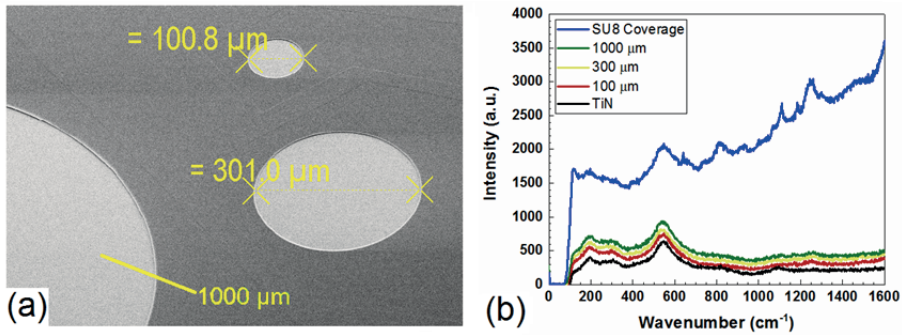 = 100.8 µm
= 301.0 µm
1000 µm
(a)
SU8 Coverage
1000 µm
300 µm
100 µm
TiN
Intensity (a.u.)
4000
3500
3000
2500
2000
1500
1000
500
0
0 200 400 600 800 1000 1200 1400 1600
Wavenumber (cm⁻¹)
(b)